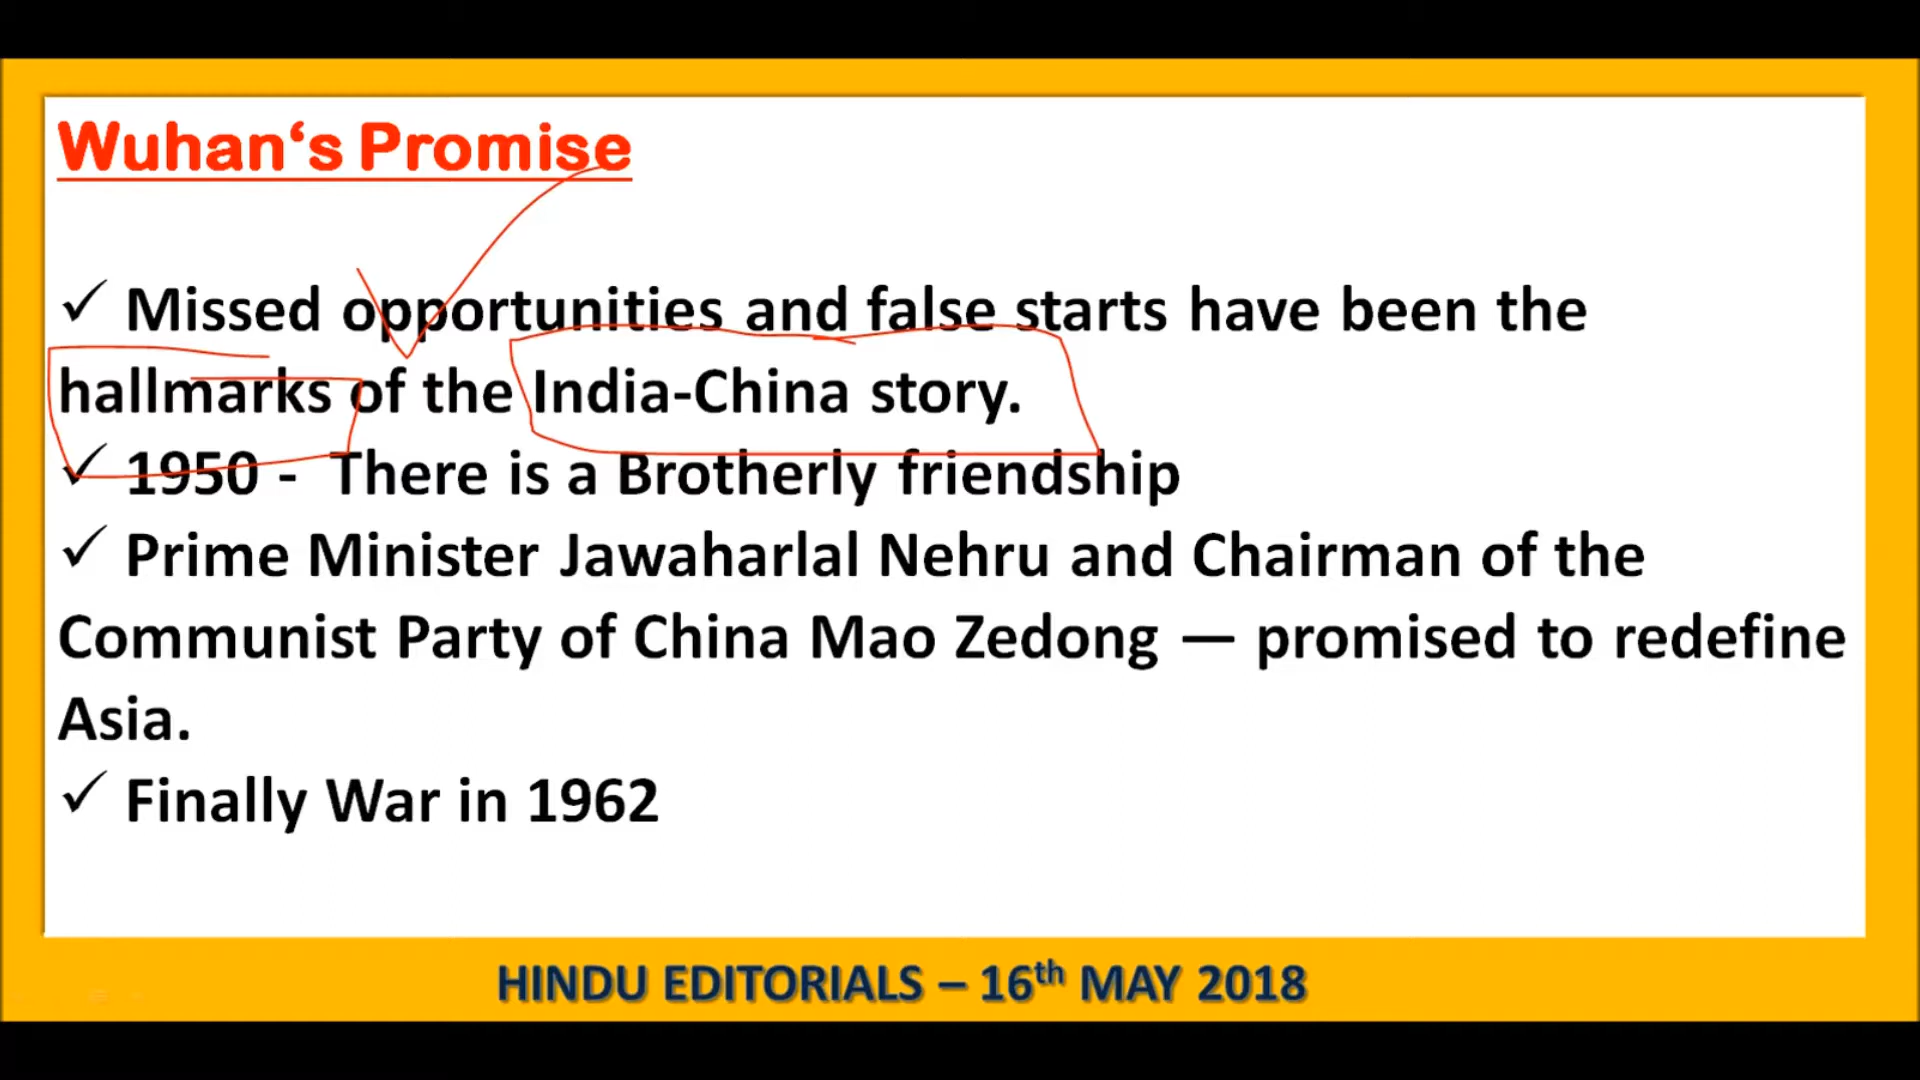 Wuhan‘s Promise
✓ Missed opportunities and false starts have been the
hallmarks of the India-China story.
✓ 1950 - There is a Brotherly friendship
✓ Prime Minister Jawaharlal Nehru and Chairman of the
Communist Party of China Mao Zedong — promised to redefine
Asia.
✓ Finally War in 1962
HINDU EDITORIALS – 16th MAY 2018